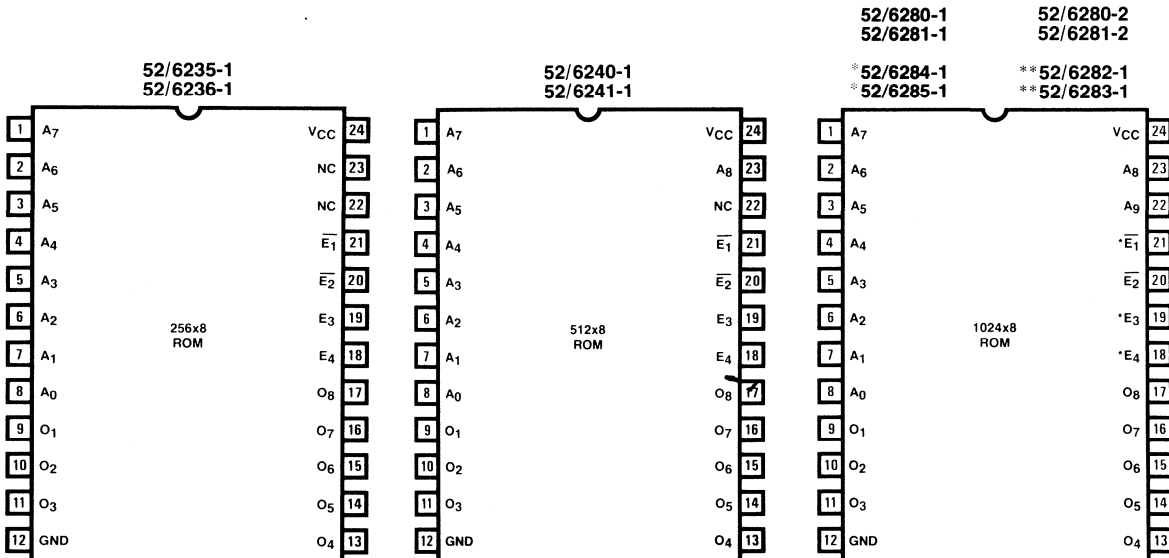 52/6235-1
52/6236-1
1 A7 VCC 24
2 A6 NC 23
3 A5 NC 22
4 A4 E1 21
5 A3 E2 20
6 A2 E3 19
256x8
ROM
7 A1 E4 18
8 A0 O8 17
9 O1 O7 16
10 O2 O6 15
11 O3 O5 14
12 GND O4 13
52/6240-1
52/6241-1
1 A7 VCC 24
2 A6 A8 23
3 A5 NC 22
4 A4 E1 21
5 A3 E2 20
6 A2 E3 19
512x8
ROM
7 A1 E4 18
8 A0 O8 17
9 O1 O7 16
10 O2 O6 15
11 O3 O5 14
12 GND O4 13
52/6280-1 52/6280-2
52/6281-1 52/6281-2
*52/6284-1 **52/6282-1
*52/6285-1 **52/6283-1
1 A7 VCC 24
2 A6 A8 23
3 A5 A9 22
4 A4 *E1 21
5 A3 E2 20
6 A2 *E3 19
1024x8
ROM
7 A1 *E4 18
8 A0 O8 17
9 O1 O7 16
10 O2 O6 15
11 O3 O5 14
12 GND O4 13